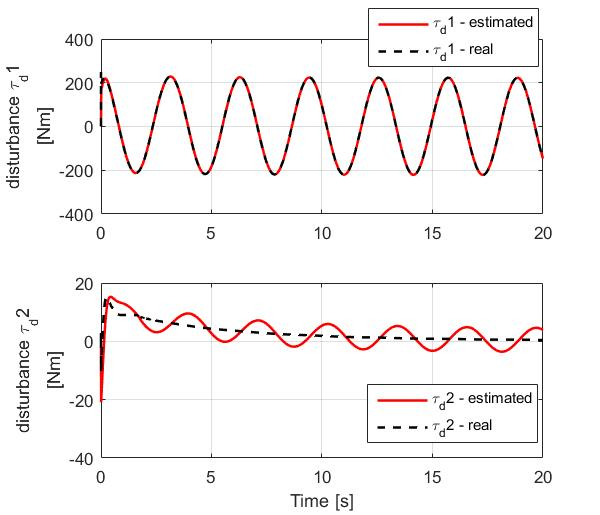 τd1 - estimated
τd1 - real
disturbance τd1
[Nm]
400
200
0
-200
-400
0
5
10
15
20
disturbance τd2
[Nm]
20
0
-20
-40
τd2 - estimated
τd2 - real
0
5
10
15
20
Time [s]